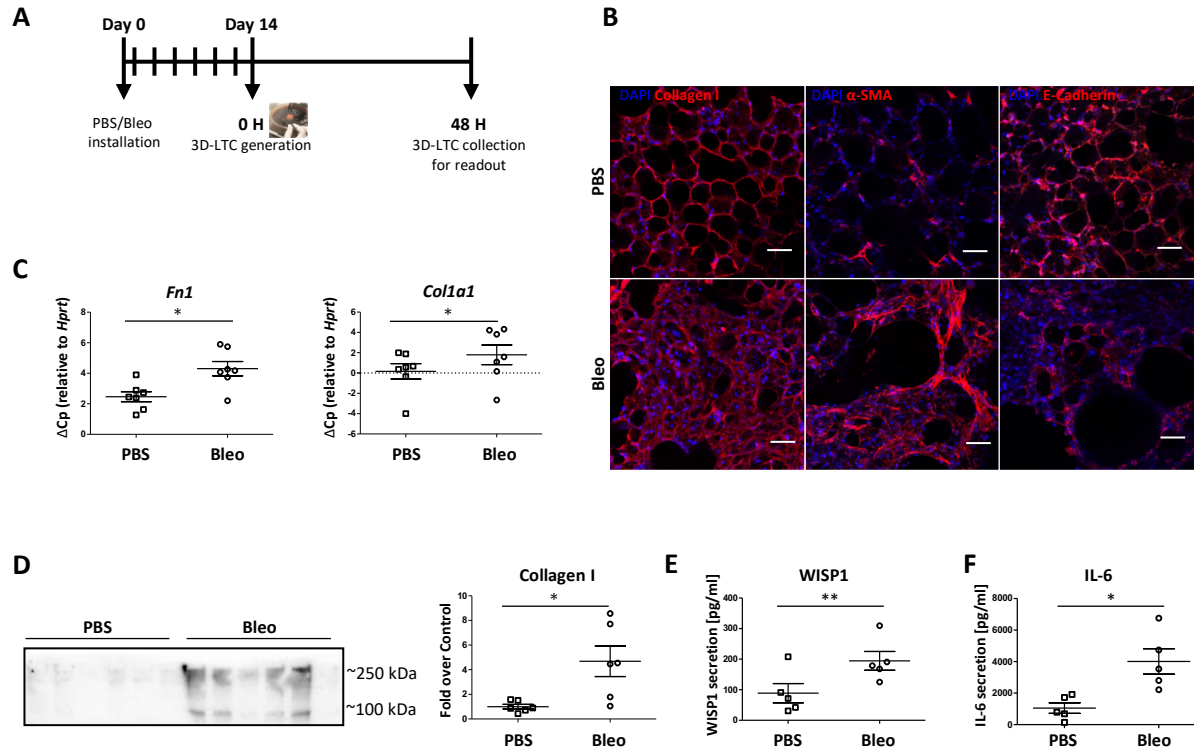 A
Day 0
Day 14
PBS/Bleo
installation
0 H
3D-LTC generation
48 H
3D-LTC collection
for readout
B
DAPI Collagen I
DAPI α-SMA
E-Cadherin
PBS
Bleo
C
Fn1
*
ΔCp (relative to Hprt)
8
6
4
2
0
PBS
Bleo
Col1a1
*
ΔCp (relative to Hprt)
6
4
2
0
-2
-4
-6
PBS
Bleo
D
PBS
Bleo
~250 kDa
~100 kDa
Collagen I
*
Fold over Control
10
8
6
4
2
0
PBS
Bleo
E
WISP1
**
WISP1 secretion [pg/ml]
400
300
200
100
0
PBS
Bleo
F
IL-6
*
IL-6 secretion [pg/ml]
8000
6000
4000
2000
0
PBS
Bleo